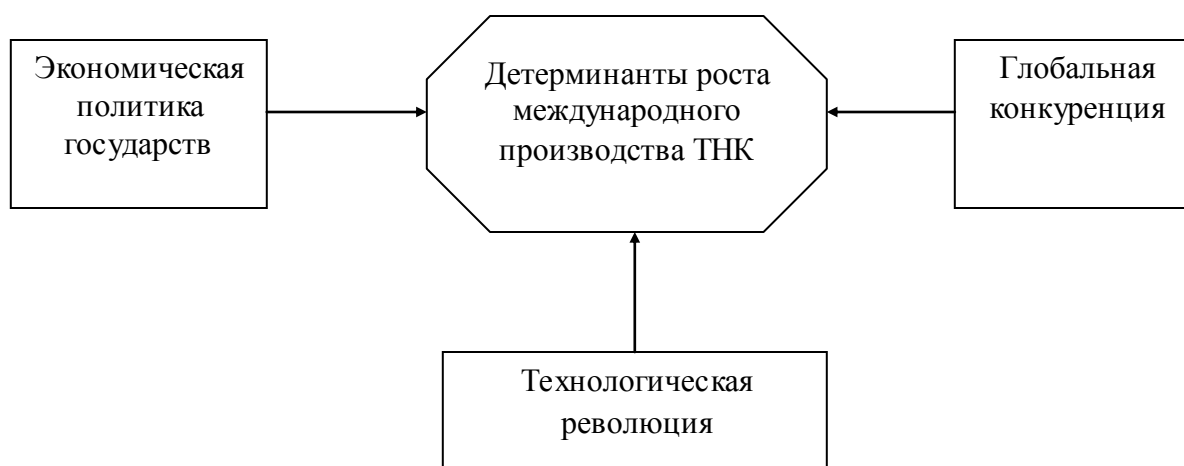 Экономическая
политика
государств
Детерминанты роста
международного
производства ТНК
Глобальная
конкуренция
Технологическая
революция